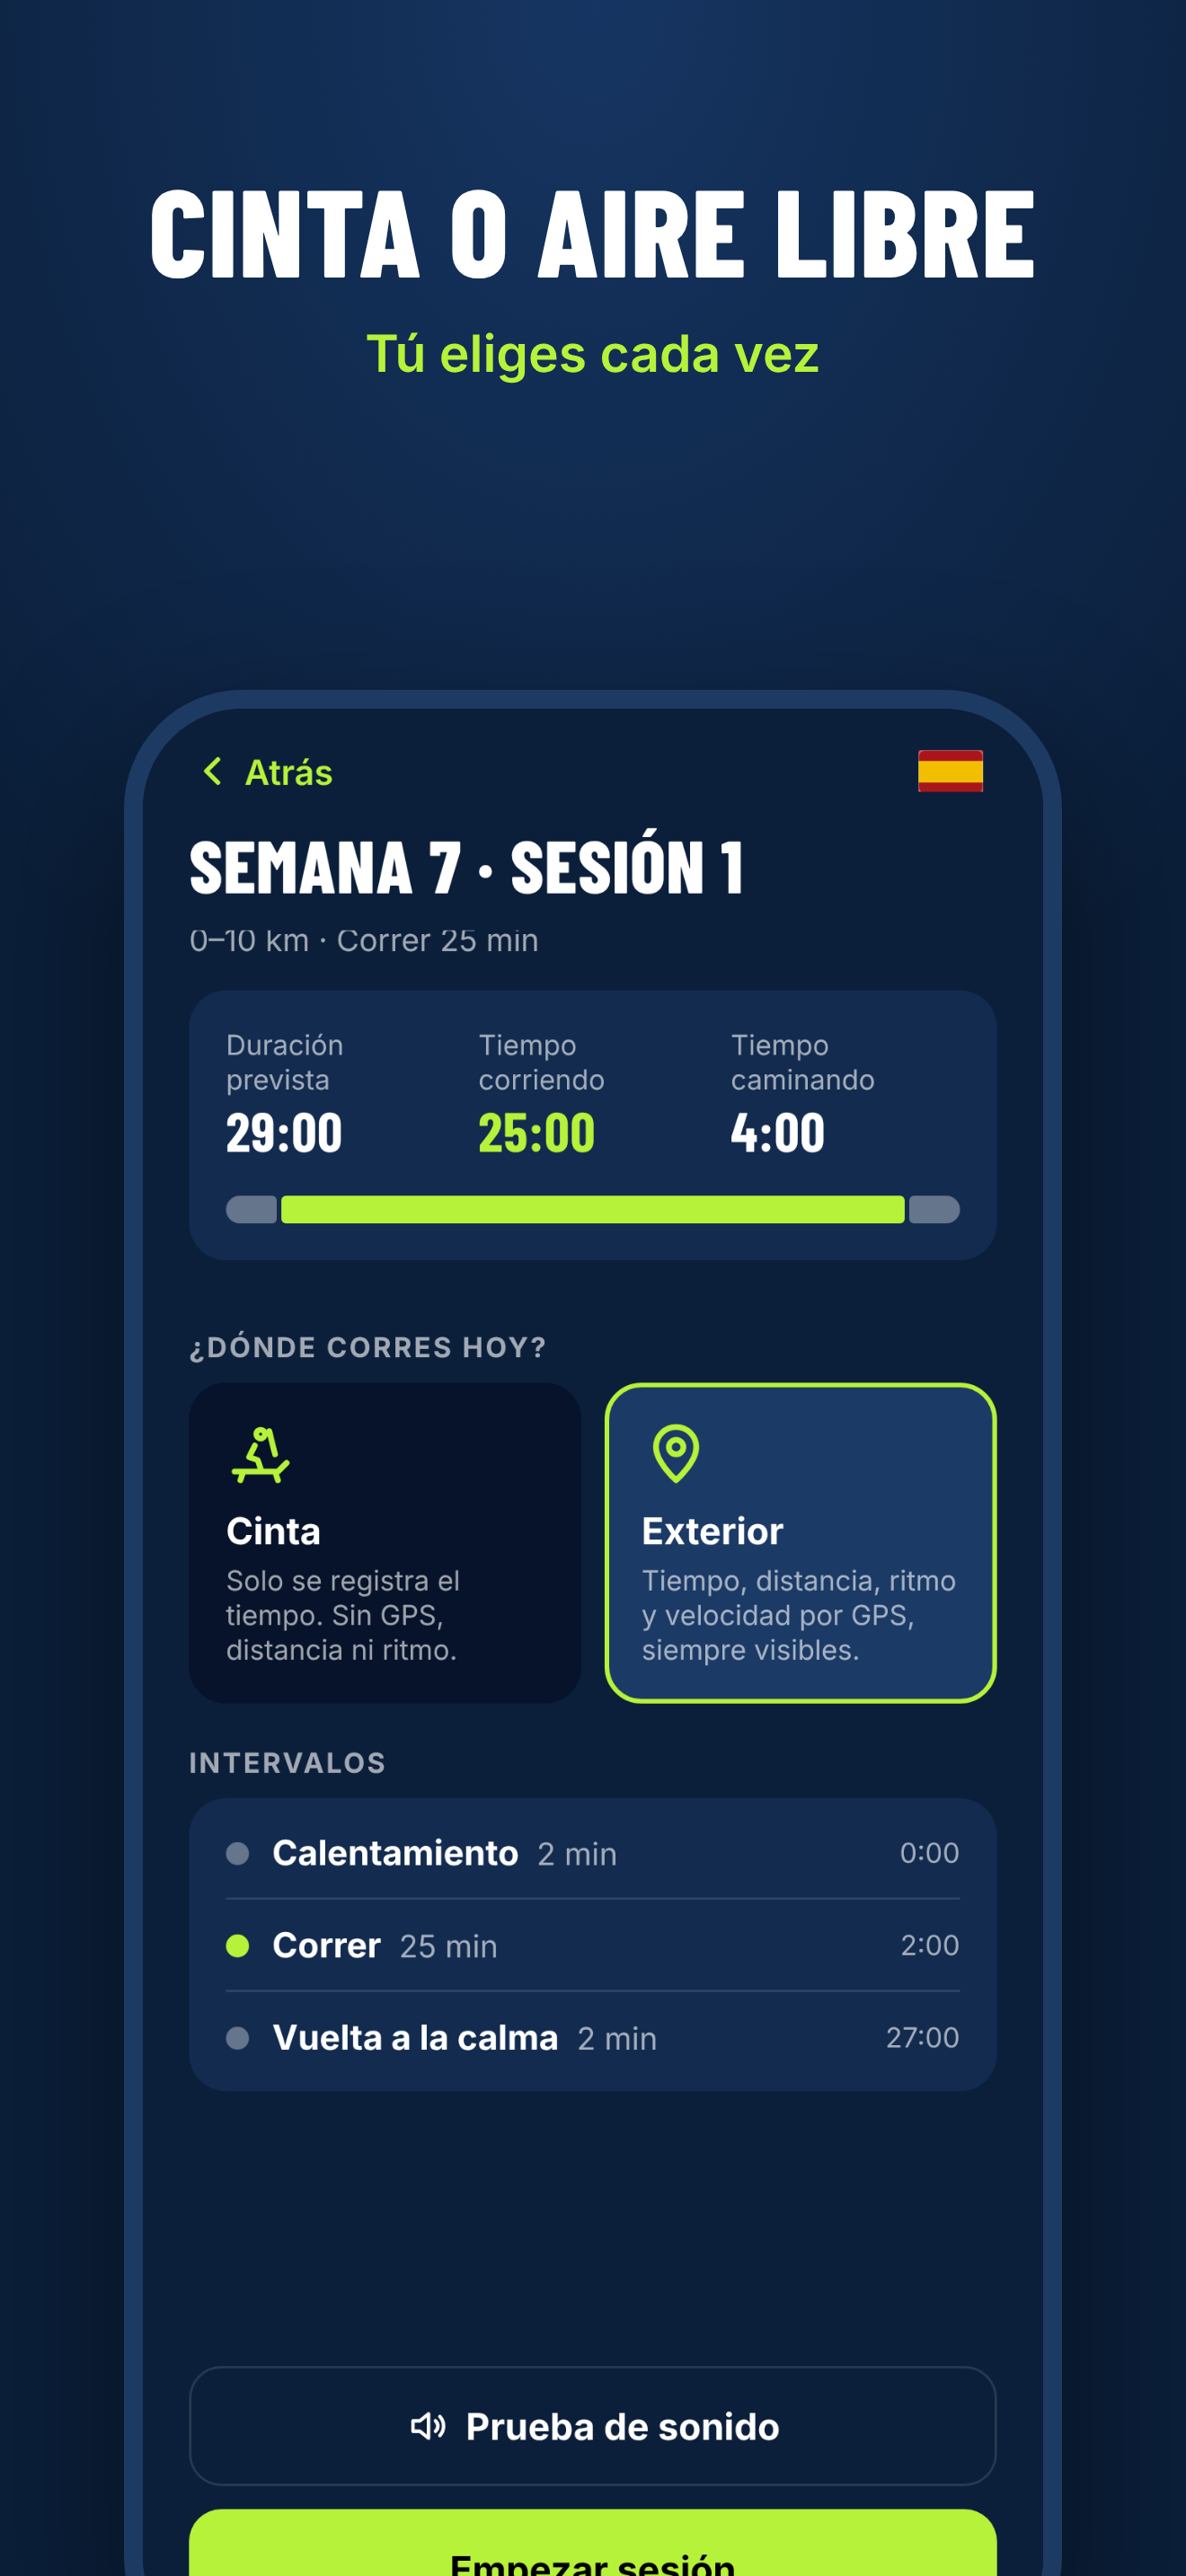 CINTA O AIRE LIBRE
Tú eliges cada vez
Atrás
SEMANA 7 · SESIÓN 1
0–10 km · Correr 25 min
Duración prevista
29:00
Tiempo corriendo
25:00
Tiempo caminando
4:00
¿DÓNDE CORRES HOY?
Cinta
Solo se registra el
tiempo. Sin GPS,
distancia ni ritmo.
Exterior
Tiempo, distancia, ritmo
y velocidad por GPS,
siempre visibles.
INTERVALOS
Calentamiento 2 min 0:00
Correr 25 min 2:00
Vuelta a la calma 2 min 27:00
Prueba de sonido
Empezar sesión